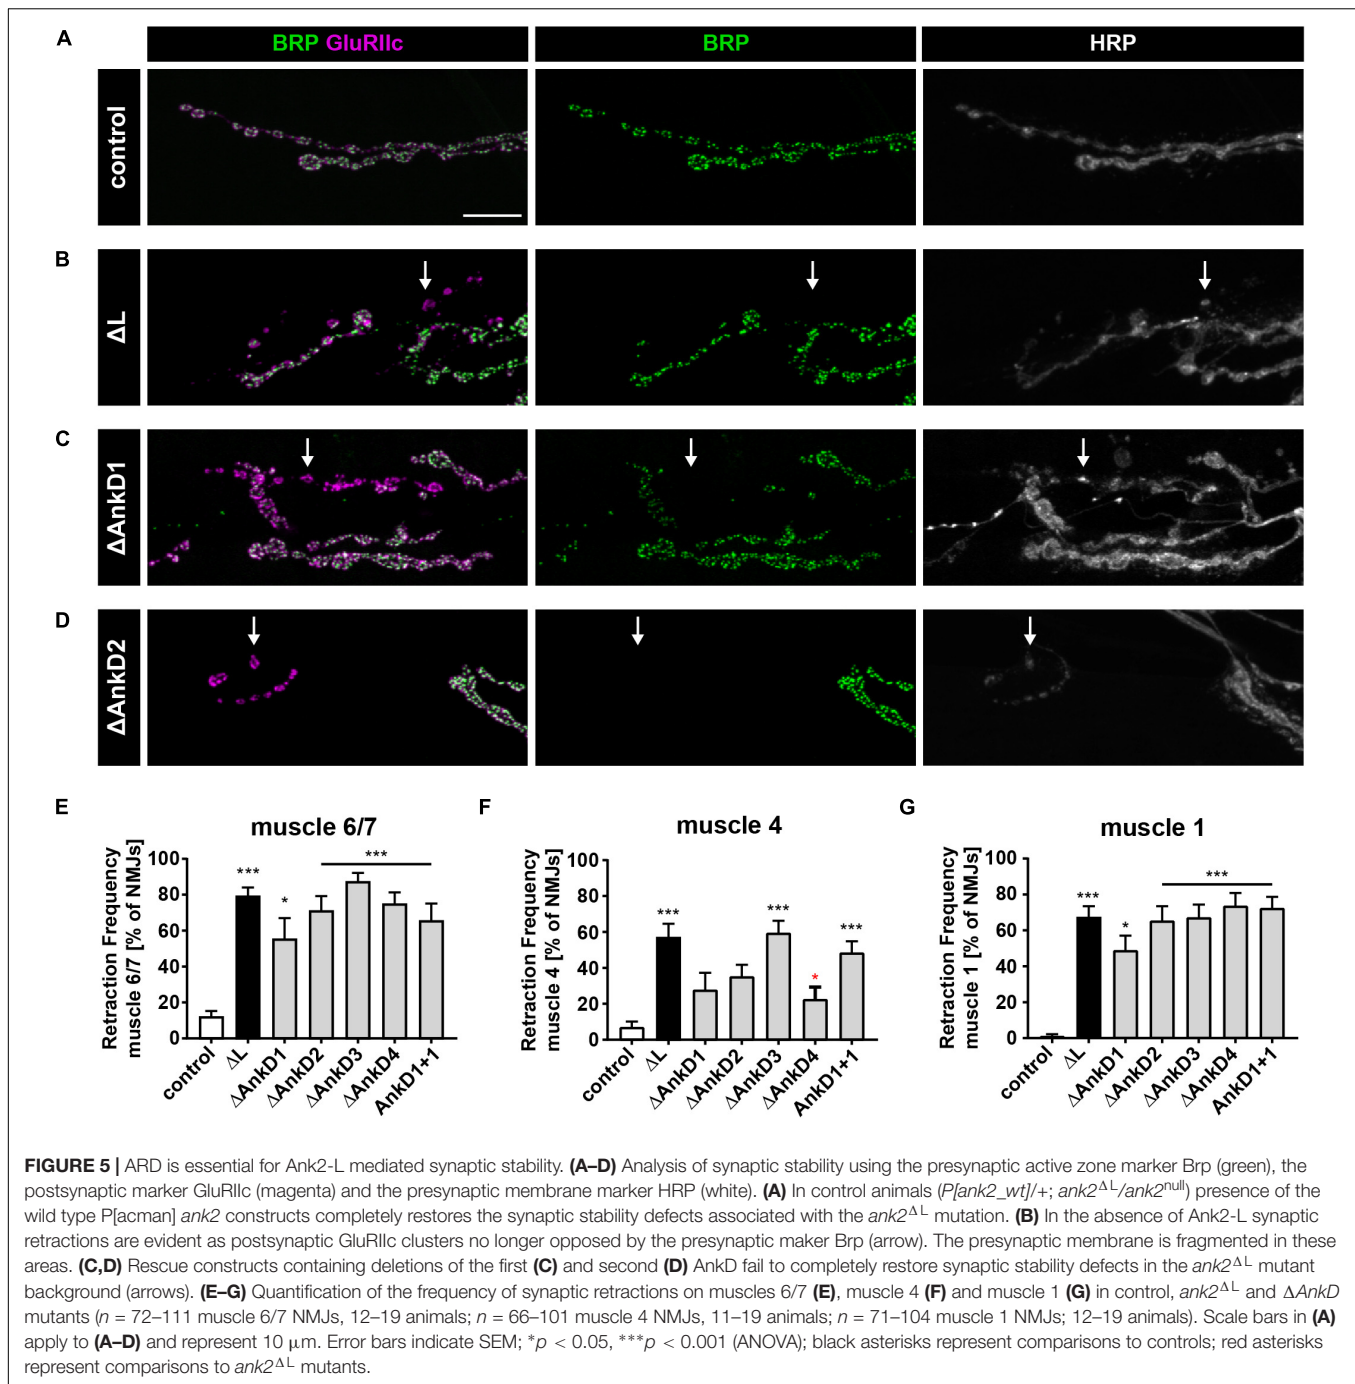 A
BRP GluRIIc
BRP
HRP
control
B
ΔL
C
ΔAnkD1
D
ΔAnkD2
E
muscle 6/7
Retraction Frequency
muscle 6/7 [% of NMJs]
100
80
60
40
20
0
***
*
***
control
ΔL
ΔAnkD1
ΔAnkD2
ΔAnkD3
ΔAnkD4
AnkD1+1
F
muscle 4
Retraction Frequency
muscle 4 [% of NMJs]
100
80
60
40
20
0
***
***
*
***
control
ΔL
ΔAnkD1
ΔAnkD2
ΔAnkD3
ΔAnkD4
AnkD1+1
G
muscle 1
Retraction Frequency
muscle 1 [% of NMJs]
100
80
60
40
20
0
***
*
***
control
ΔL
ΔAnkD1
ΔAnkD2
ΔAnkD3
ΔAnkD4
AnkD1+1
FIGURE 5 | ARD is essential for Ank2-L mediated synaptic stability. (A–D) Analysis of synaptic stability using the presynaptic active zone marker Brp (green), the
postsynaptic marker GluRIIc (magenta) and the presynaptic membrane marker HRP (white). (A) In control animals (P[ank2_wt]/+; ank2ΔL/ank2null) presence of the
wild type P[acman] ank2 constructs completely restores the synaptic stability defects associated with the ank2ΔL mutation. (B) In the absence of Ank2-L synaptic
retractions are evident as postsynaptic GluRIIc clusters no longer opposed by the presynaptic maker Brp (arrow). The presynaptic membrane is fragmented in these
areas. (C,D) Rescue constructs containing deletions of the first (C) and second (D) AnkD fail to completely restore synaptic stability defects in the ank2ΔL mutant
background (arrows). (E–G) Quantification of the frequency of synaptic retractions on muscles 6/7 (E), muscle 4 (F) and muscle 1 (G) in control, ank2ΔL and ΔAnkD
mutants (n = 72–111 muscle 6/7 NMJs, 12–19 animals; n = 66–101 muscle 4 NMJs, 11–19 animals; n = 71–104 muscle 1 NMJs; 12–19 animals). Scale bars in (A)
apply to (A–D) and represent 10 μm. Error bars indicate SEM; *p < 0.05, ***p < 0.001 (ANOVA); black asterisks represent comparisons to controls; red asterisks
represent comparisons to ank2ΔL mutants.